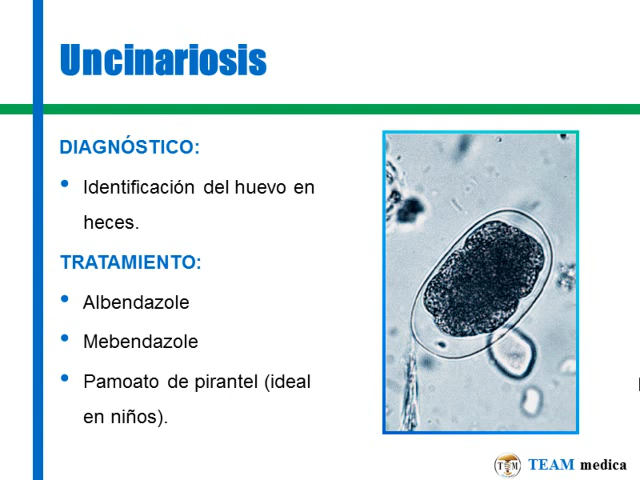 Uncinariosis
DIAGNÓSTICO:
• Identificación del huevo en
heces.
TRATAMIENTO:
• Albendazole
• Mebendazole
• Pamoato de pirantel (ideal
en niños).
TEAM medica